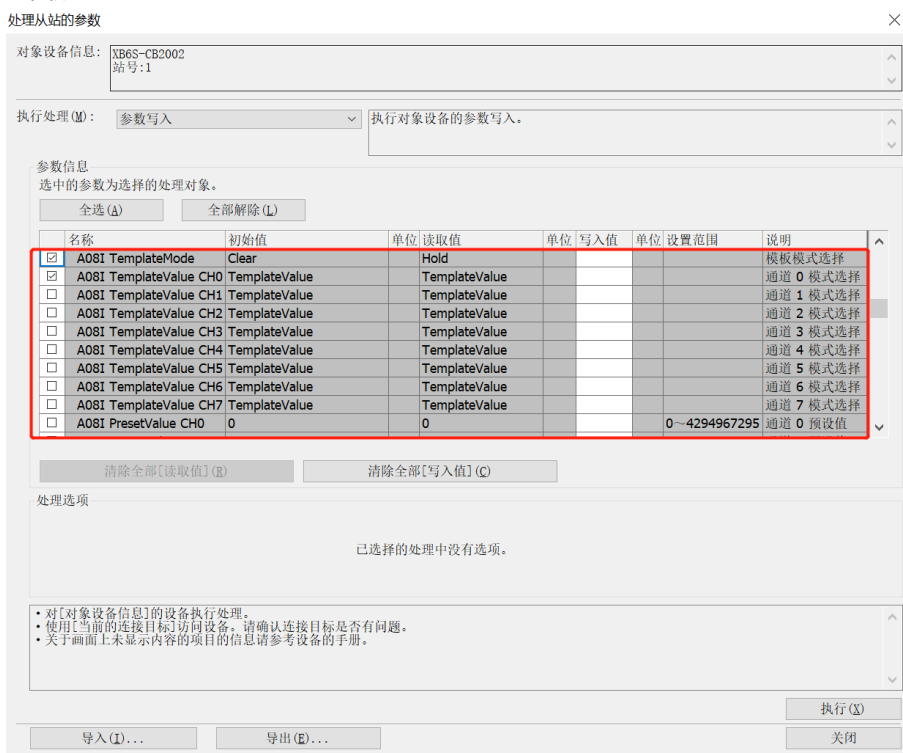 处理从站的参数
对象设备信息: XB6S-CB2002
站号:1
执行处理(M): 参数写入 执行对象设备的参数写入。
参数信息
选中的参数为选择的处理对象。
全选(A) 全部解除(L)
名称 初始值 单位 读取值 单位 写入值 单位 设置范围 说明
A08I TemplateMode Clear Hold 模板模式选择
A08I TemplateValue CH0 TemplateValue TemplateValue 通道 0 模式选择
A08I TemplateValue CH1 TemplateValue TemplateValue 通道 1 模式选择
A08I TemplateValue CH2 TemplateValue TemplateValue 通道 2 模式选择
A08I TemplateValue CH3 TemplateValue TemplateValue 通道 3 模式选择
A08I TemplateValue CH4 TemplateValue TemplateValue 通道 4 模式选择
A08I TemplateValue CH5 TemplateValue TemplateValue 通道 5 模式选择
A08I TemplateValue CH6 TemplateValue TemplateValue 通道 6 模式选择
A08I TemplateValue CH7 TemplateValue TemplateValue 通道 7 模式选择
A08I PresetValue CH0 0 0 0~4294967295 通道 0 预设值
清除全部[读取值](R) 清除全部[写入值](C)
处理选项
已选择的处理中没有选项。
• 对[对象设备信息]的设备执行处理。
• 使用[当前的连接目标]访问设备。请确认连接目标是否有问题。
• 关于画面上未显示内容的项目的信息请参考设备的手册。
执行(X)
导入(I)... 导出(E)... 关闭